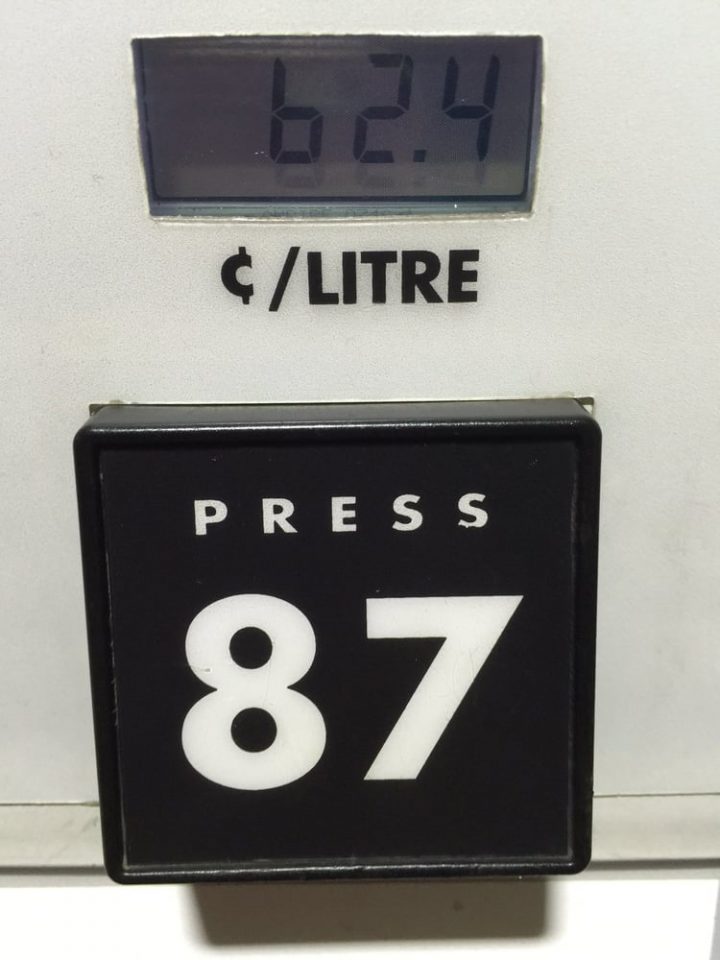 62.4
¢/LITRE
PRESS
87